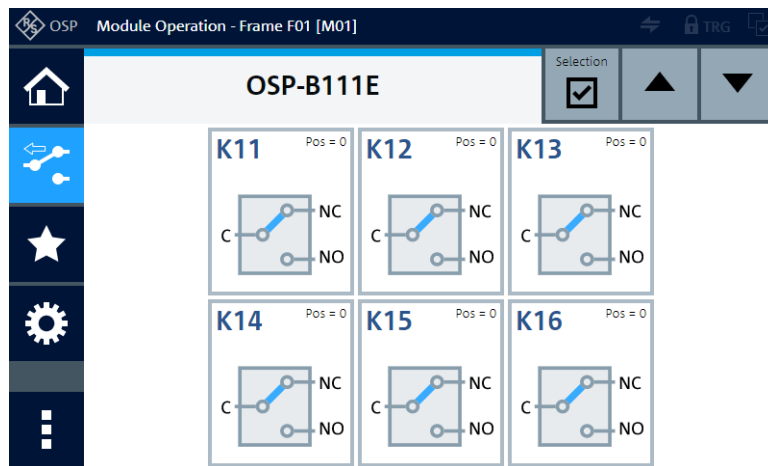 R&S OSP Module Operation - Frame F01 [M01] TRG
OSP-B111E Selection
K11 Pos = 0 K12 Pos = 0 K13 Pos = 0
NC NC NC
C C C
NO NO NO
K14 Pos = 0 K15 Pos = 0 K16 Pos = 0
NC NC NC
C C C
NO NO NO